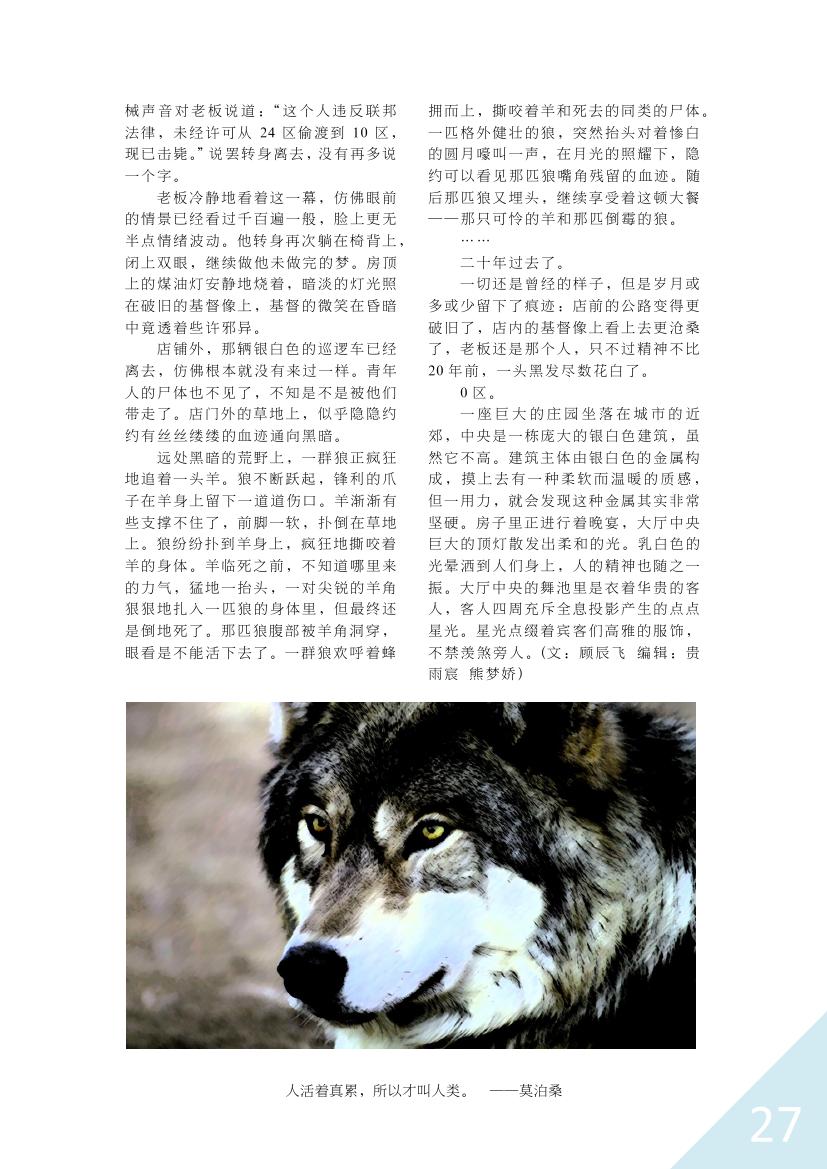 械声音对老板说道：“这个人违反联邦
法律，未经许可从 24 区偷渡到 10 区，
现已击毙。”说罢转身离去，没有再多说
一个字。
老板冷静地看着这一幕，仿佛眼前
的情景已经看过千百遍一般，脸上更无
半点情绪波动。他转身再次躺在椅背上，
闭上双眼，继续做他未做完的梦。房顶
上的煤油灯安静地烧着，暗淡的灯光照
在破旧的基督像上，基督的微笑在昏暗
中竟透着些许邪异。
店铺外，那辆银白色的巡逻车已经
离去，仿佛根本就没有来过一样。青年
人的尸体也不见了，不知是不是被他们
带走了。店门外的草地上，似乎隐隐约
约有丝丝缕缕的血迹通向黑暗。
远处黑暗的荒野上，一群狼正疯狂
地追着一头羊。狼不断跃起，锋利的爪
子在羊身上留下一道道伤口。羊渐渐有
些支撑不住了，前脚一软，扑倒在草地
上。狼纷纷扑到羊身上，疯狂地撕咬着
羊的身体。羊临死之前，不知道哪里来
的力气，猛地一抬头，一对尖锐的羊角
狠狠地扎入一匹狼的身体里，但最终还
是倒地死了。那匹狼腹部被羊角洞穿，
眼看是不能活下去了。一群狼欢呼着蜂
拥而上，撕咬着羊和死去的同类的尸体。
一匹格外健壮的狼，突然抬头对着惨白
的圆月嚎叫一声，在月光的照耀下，隐
约可以看见那匹狼嘴角残留的血迹。随
后那匹狼又埋头，继续享受着这顿大餐
——那只可怜的羊和那匹倒霉的狼。
……
二十年过去了。
一切还是曾经的样子，但是岁月或
多或少留下了痕迹：店前的公路变得更
破旧了，店内的基督像上看上去更沧桑
了，老板还是那个人，只不过精神不比
20 年前，一头黑发尽数花白了。
0 区。
一座巨大的庄园坐落在城市的近
郊，中央是一栋庞大的银白色建筑，虽
然它不高。建筑主体由银白色的金属构
成，摸上去有一种柔软而温暖的质感，
但一用力，就会发现这种金属其实非常
坚硬。房子里正进行着晚宴，大厅中央
巨大的顶灯散发出柔和的光。乳白色的
光晕洒到人们身上，人的精神也随之一
振。大厅中央的舞池里是衣着华贵的客
人，客人四周充斥全息投影产生的点点
星光。星光点缀着宾客们高雅的服饰，
不禁羡煞旁人。(文：顾辰飞 编辑：贵
雨宸 熊梦娇)
人活着真累，所以才叫人类。 ——莫泊桑
27